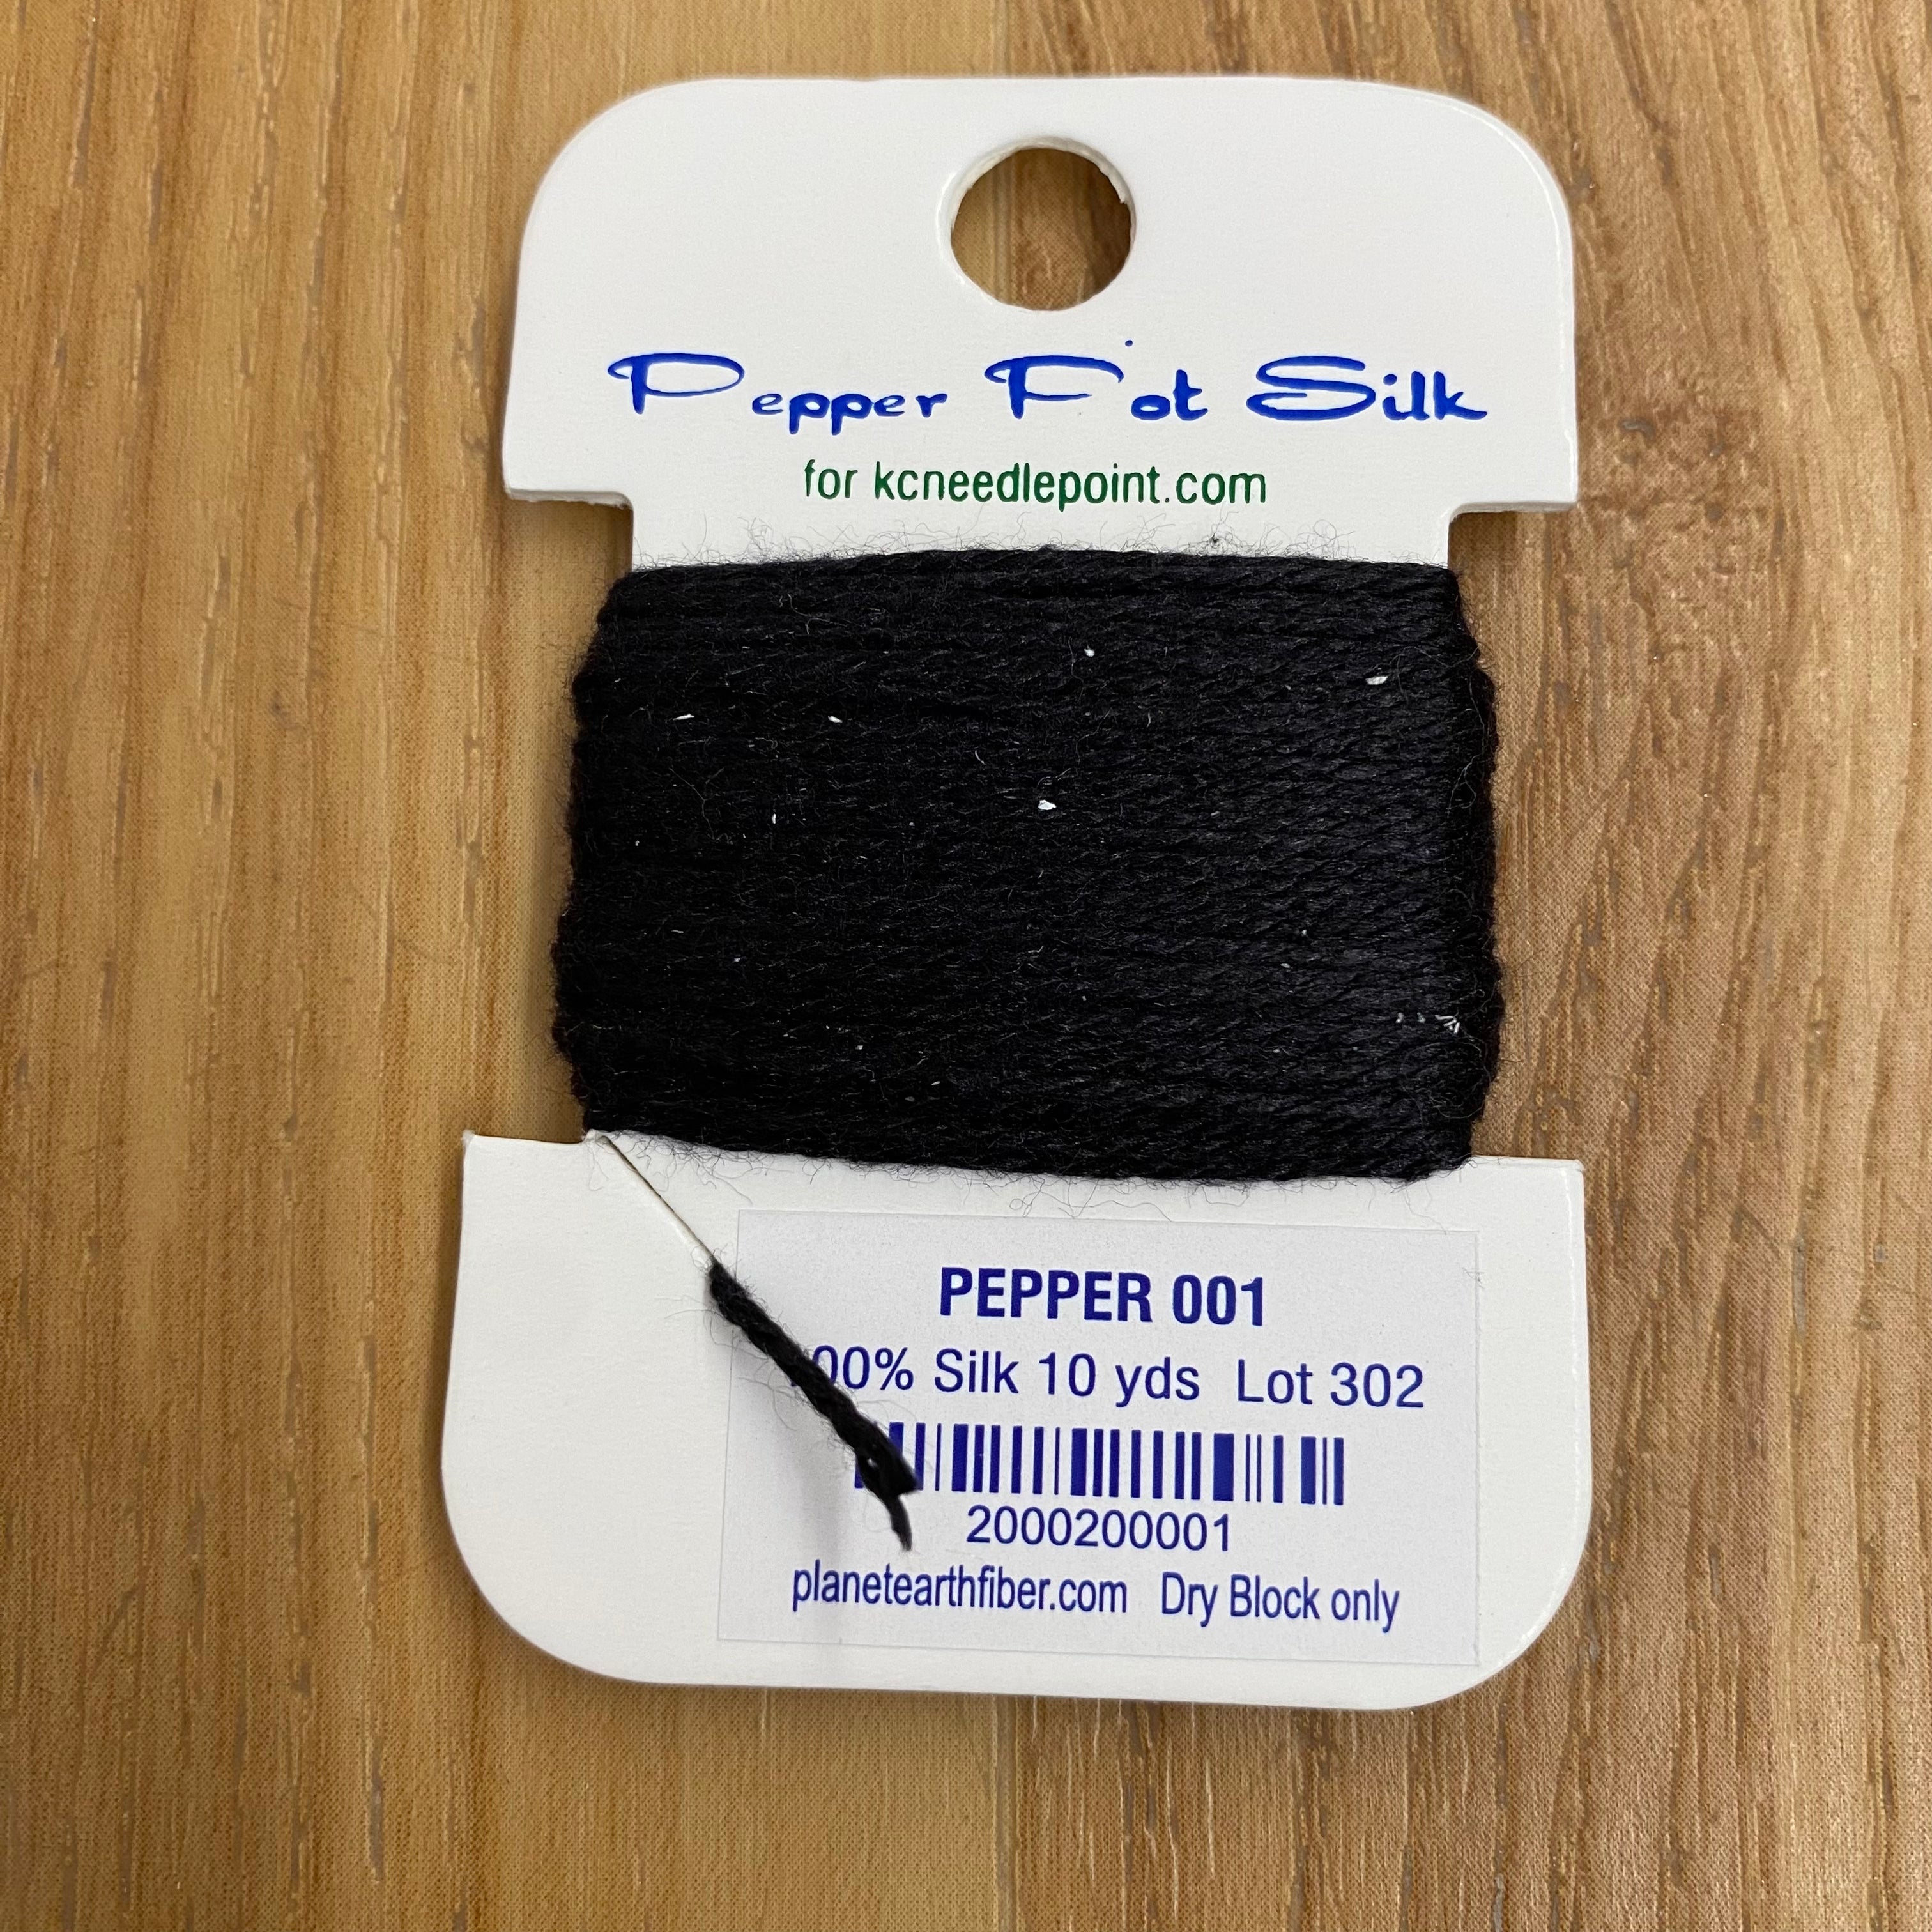 Pepper Pot Silk
for kcneedlepoint.com
PEPPER 001
100% Silk 10 yds Lot 302
2000200001
planetearthfiber.com Dry Block only